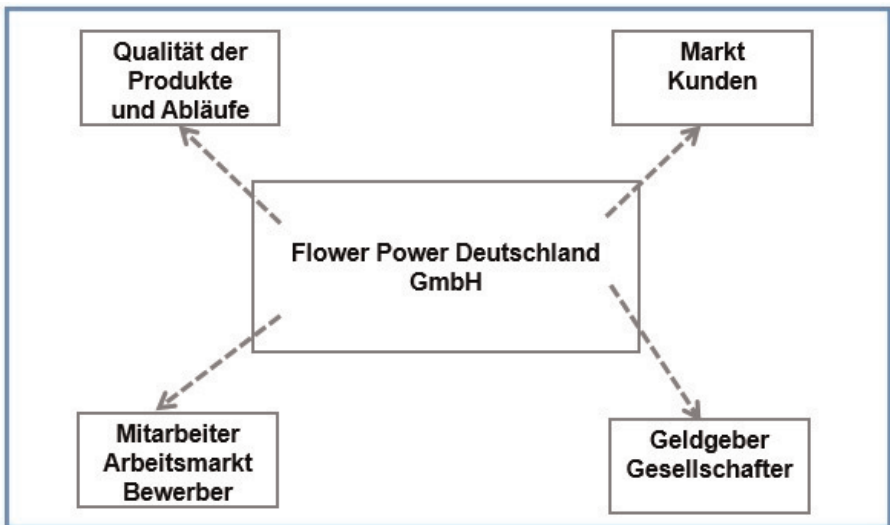 Qualität der
Produkte
und Abläufe
Markt
Kunden
Flower Power Deutschland
GmbH
Mitarbeiter
Arbeitsmarkt
Bewerber
Geldgeber
Gesellschafter